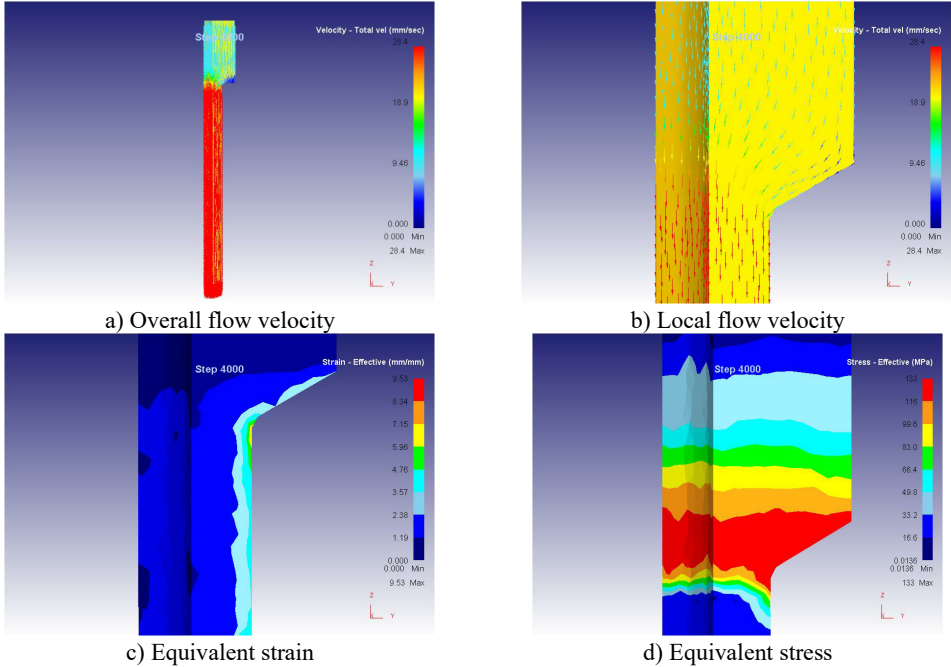 Step 4000
Velocity - Total vel (mm/sec)
28.4
18.9
9.46
0.000
0.000 Min
28.4 Max
Z
Y
a) Overall flow velocity
Step 4000
Velocity - Total vel (mm/sec)
28.4
18.9
9.46
0.000
0.000 Min
28.4 Max
Z
Y
b) Local flow velocity
Step 4000
Strain - Effective (mm/mm)
9.53
8.34
7.15
5.96
4.76
3.57
2.38
1.19
0.000
0.000 Min
9.53 Max
Z
Y
c) Equivalent strain
Step 4000
Stress - Effective (MPa)
133
116
99.6
83.0
66.4
49.8
33.2
16.6
0.0136
0.0136 Min
133 Max
Z
Y
d) Equivalent stress